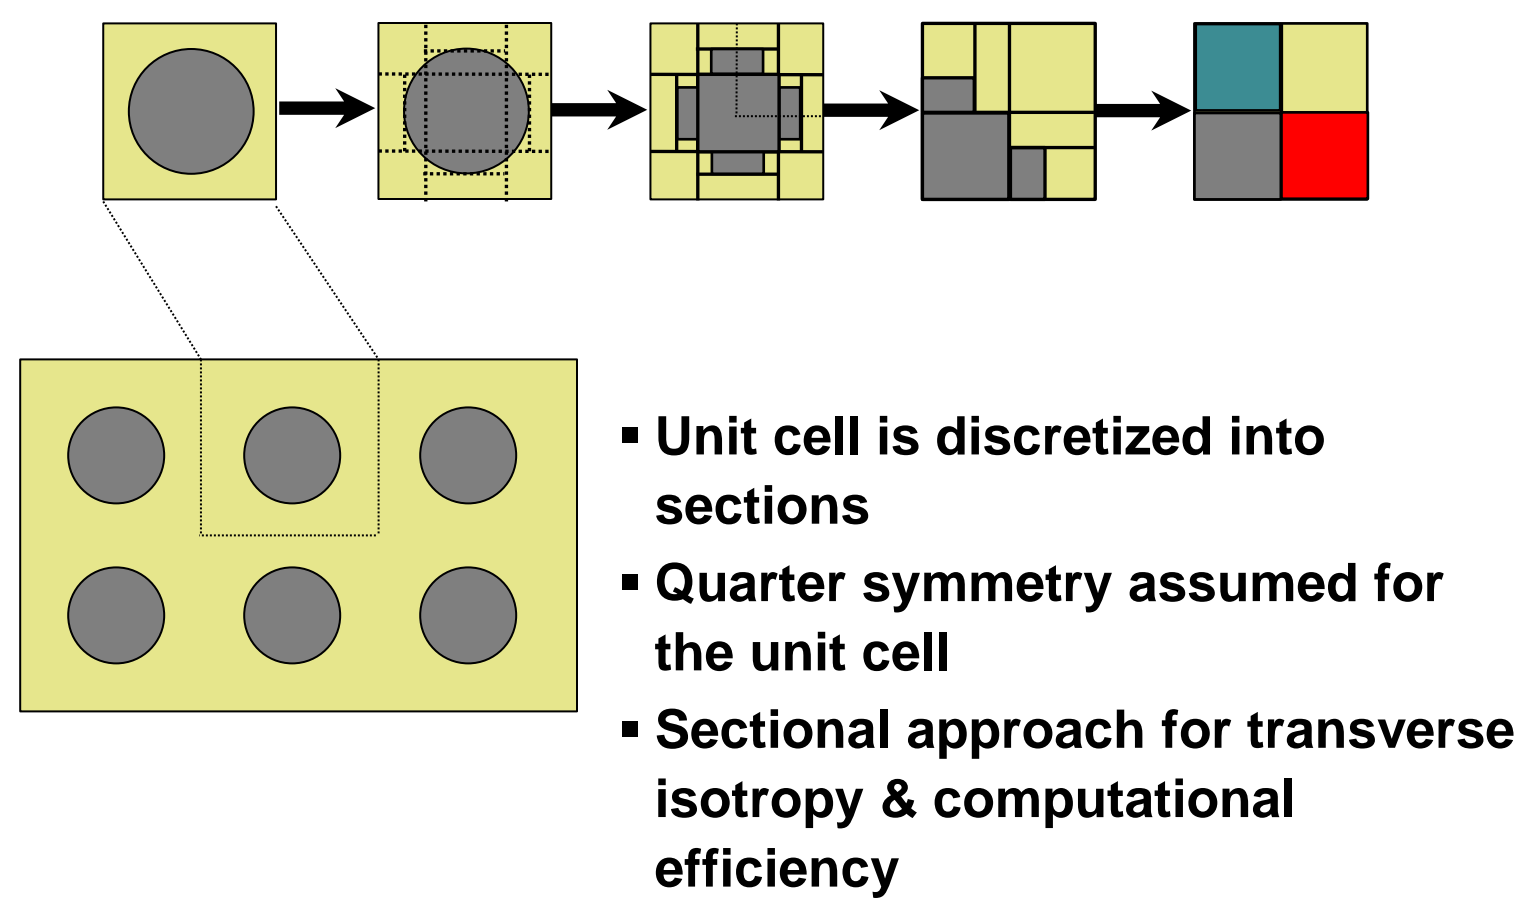 ▪ Unit cell is discretized into
sections
▪ Quarter symmetry assumed for
the unit cell
▪ Sectional approach for transverse
isotropy & computational
efficiency